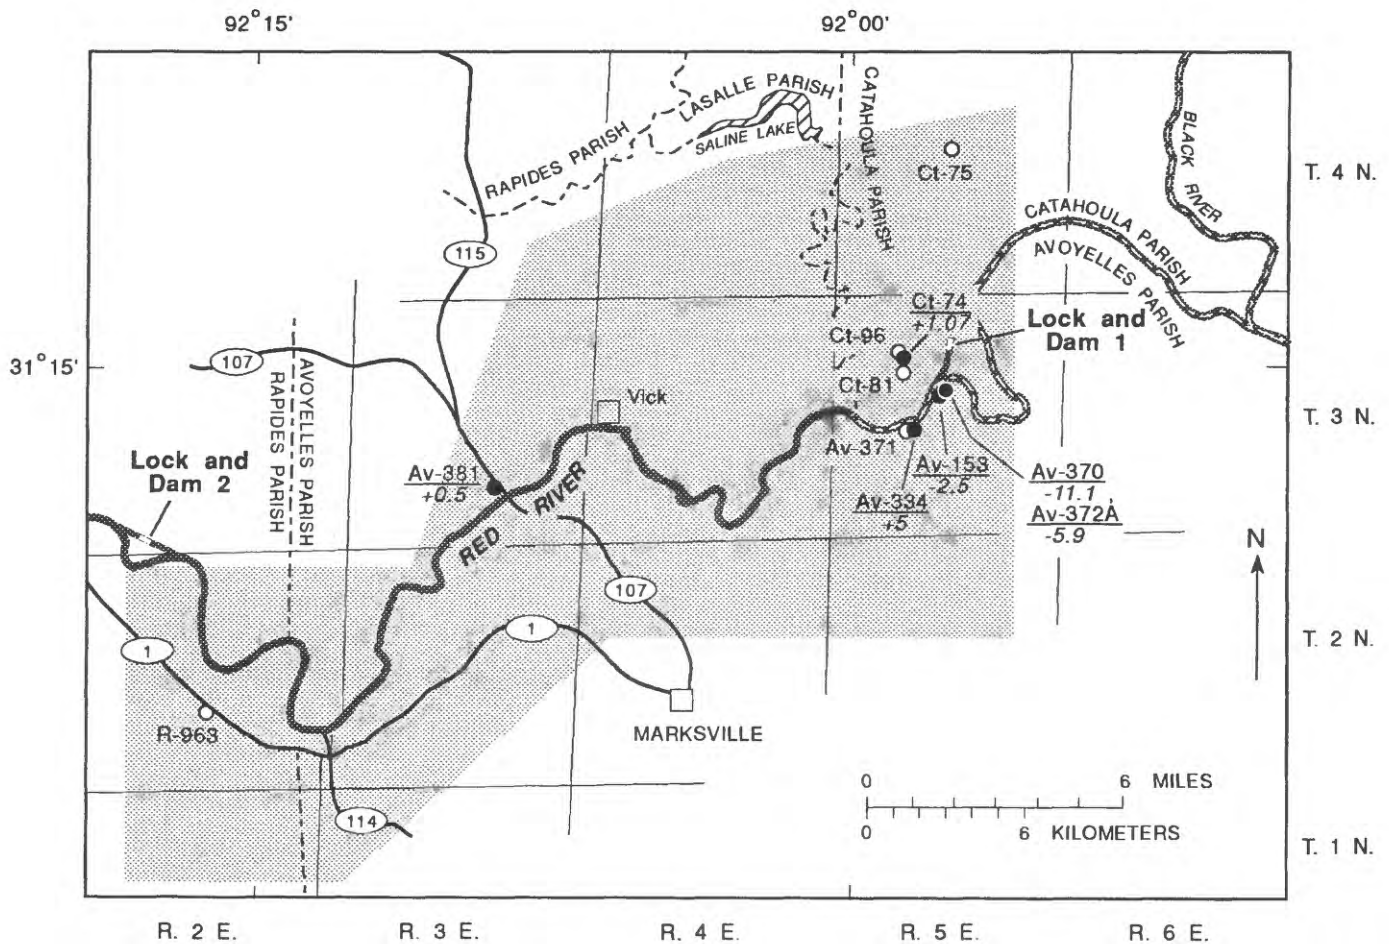 92°15'
92°00'
RAPIDES PARISH
LASALLE PARISH
SALINE LAKE
CATAHOULA PARISH
Ct-75
BLACK RIVER
T. 4 N.
115
CATAHOULA PARISH
AVOYELLES PARISH
Ct-74
+1.07
Lock and
Dam 1
Ct-96
31°15'
107
AVOYELLES PARISH
RAPIDES PARISH
Ct-81
Vick
T. 3 N.
Av-371
Lock and
Dam 2
Av-381
+0.5
Av-153
-2.5
Av-370
-11.1
Av-334
+5
Av-372A
-5.9
RED RIVER
N
107
1
1
T. 2 N.
R-963
MARKSVILLE
0 6 MILES
0 6 KILOMETERS
114
T. 1 N.
R. 2 E. R. 3 E. R. 4 E. R. 5 E. R. 6 E.